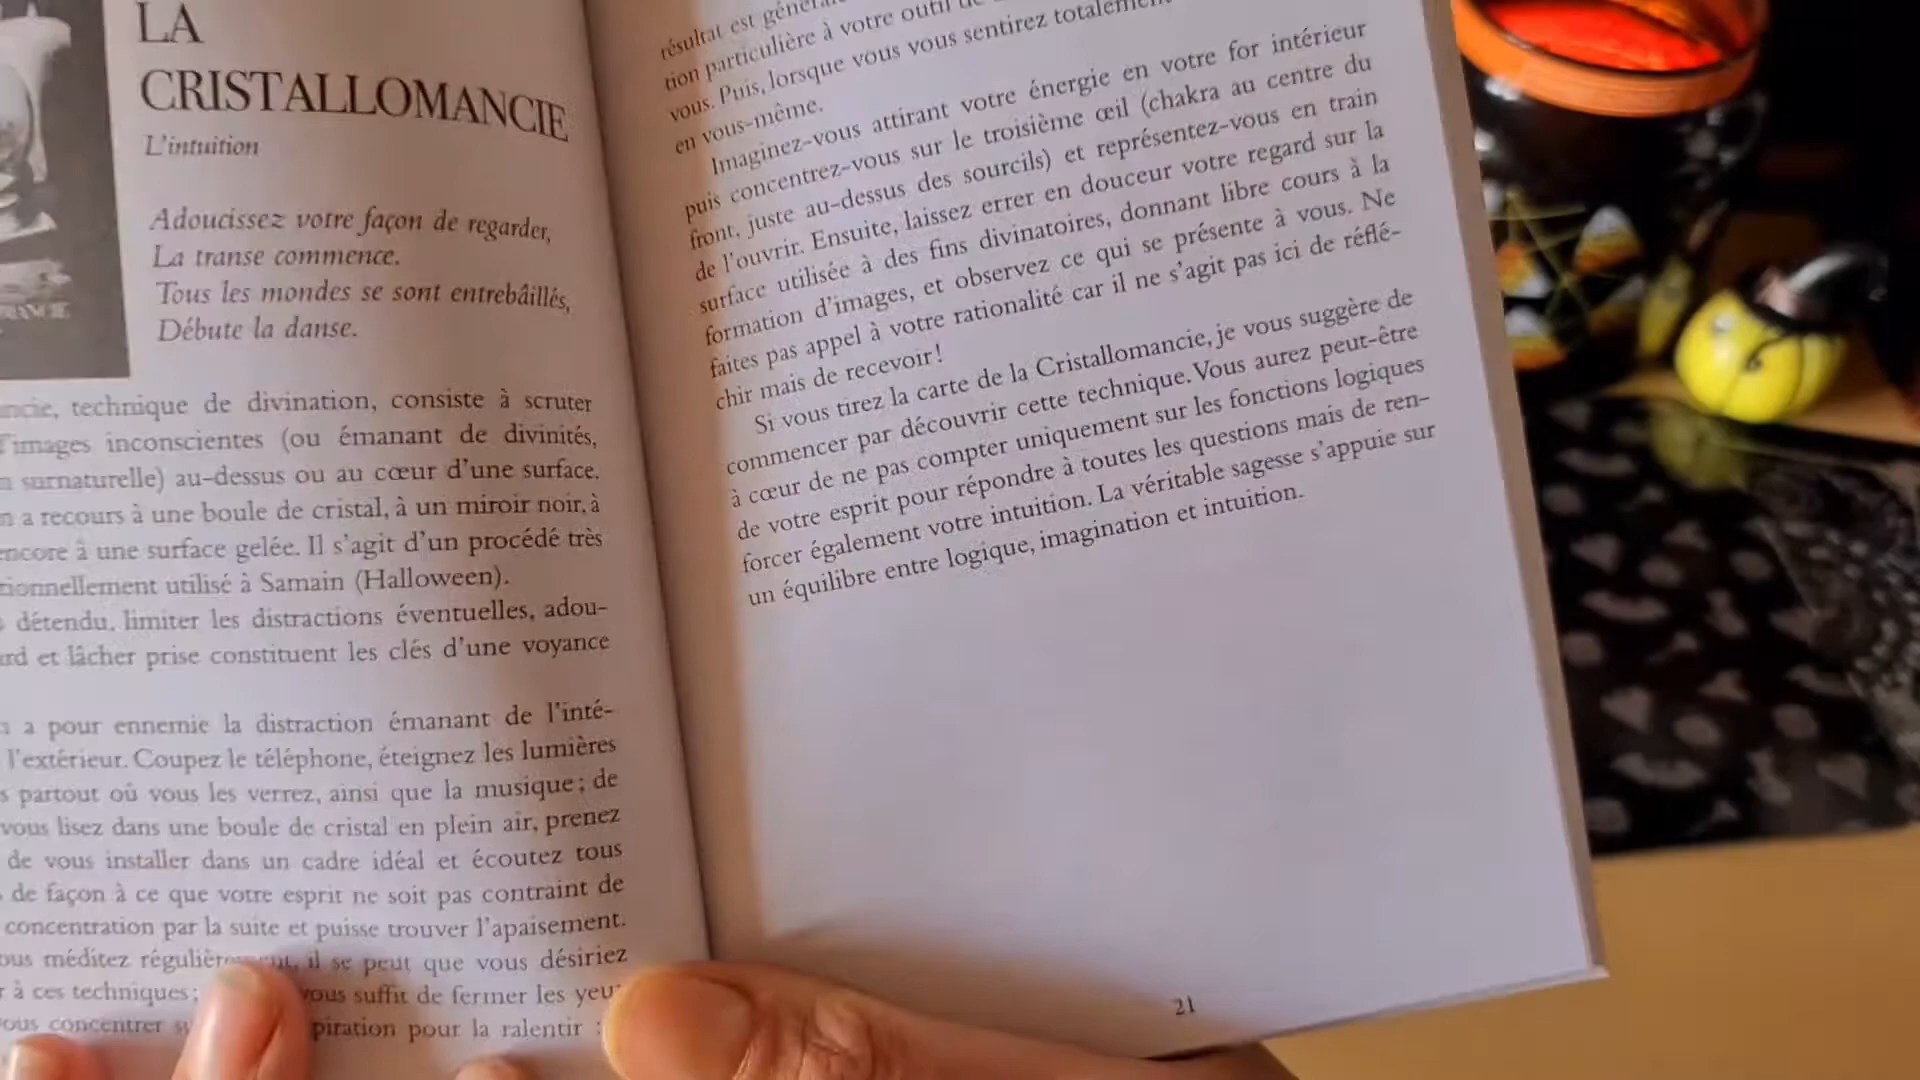 LA
CRISTALLOMANCIE
L'intuition
Adoucissez votre façon de regarder,
La transe commence.
Tous les mondes se sont entrebâillés,
Débute la danse.
technique de divination, consiste à scruter
d'images inconscientes (ou émanant de divinités,
surnaturelle) au-dessus ou au cœur d'une surface.
a recours à une boule de cristal, à un miroir noir, à
encore à une surface gelée. Il s'agit d'un procédé très
utilisé à Samain (Halloween).
détendu, limiter les distractions éventuelles, adou-
et lâcher prise constituent les clés d'une voyance
a pour ennemie la distraction émanant de l'inté-
l'extérieur. Coupez le téléphone, éteignez les lumières
partout où vous les verrez, ainsi que la musique ; de
vous lisez dans une boule de cristal en plein air, prenez
de vous installer dans un cadre idéal et écoutez tous
de façon à ce que votre esprit ne soit pas contraint de
concentration par la suite et puisse trouver l'apaisement.
méditez il se peut que vous désiriez
à ces techniques ; vous suffit de fermer les
concentrer pour la ralentir :
résultat est
tion particulière à votre outil
vous. Puis, lorsque vous vous sentirez totalement
en vous-même.
Imaginez-vous attirant votre énergie en votre for intérieur
puis concentrez-vous sur le troisième œil (chakra au centre du
front, juste au-dessus des sourcils) et représentez-vous en train
de l'ouvrir. Ensuite, laissez errer en douceur votre regard sur la
surface utilisée à des fins divinatoires, donnant libre cours à la
formation d'images, et observez ce qui se présente à vous. Ne
faites pas appel à votre rationalité car il ne s'agit pas ici de réflé-
chir mais de recevoir !
Si vous tirez la carte de la Cristallomancie, je vous suggère de
commencer par découvrir cette technique. Vous aurez peut-être
à cœur de ne pas compter uniquement sur les fonctions logiques
de votre esprit pour répondre à toutes les questions mais de ren-
forcer également votre intuition. La véritable sagesse s'appuie sur
un équilibre entre logique, imagination et intuition.
21